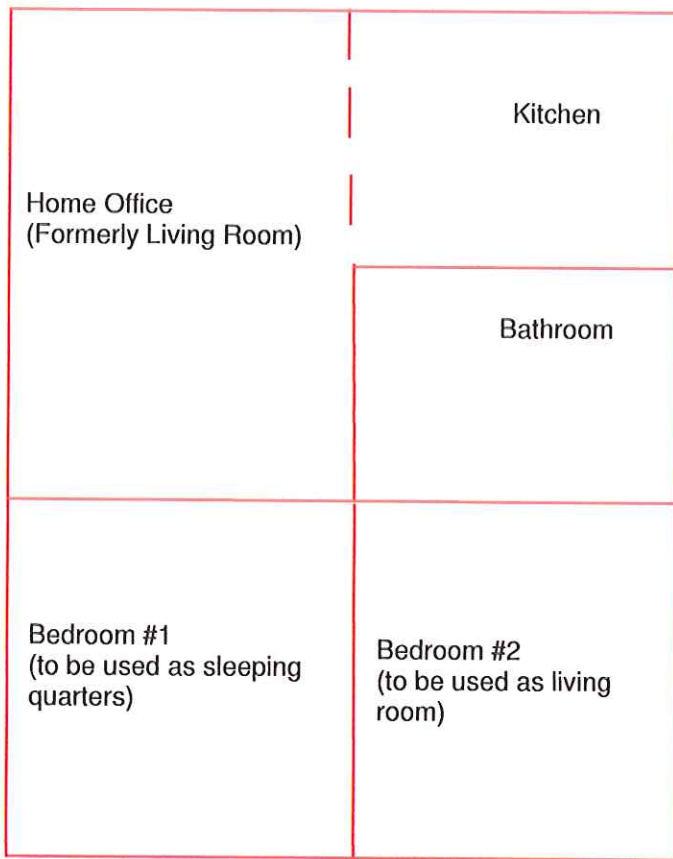 Kitchen
Home Office
(Formerly Living Room)
Bathroom
Bedroom #1
(to be used as sleeping
quarters)
Bedroom #2
(to be used as living
room)